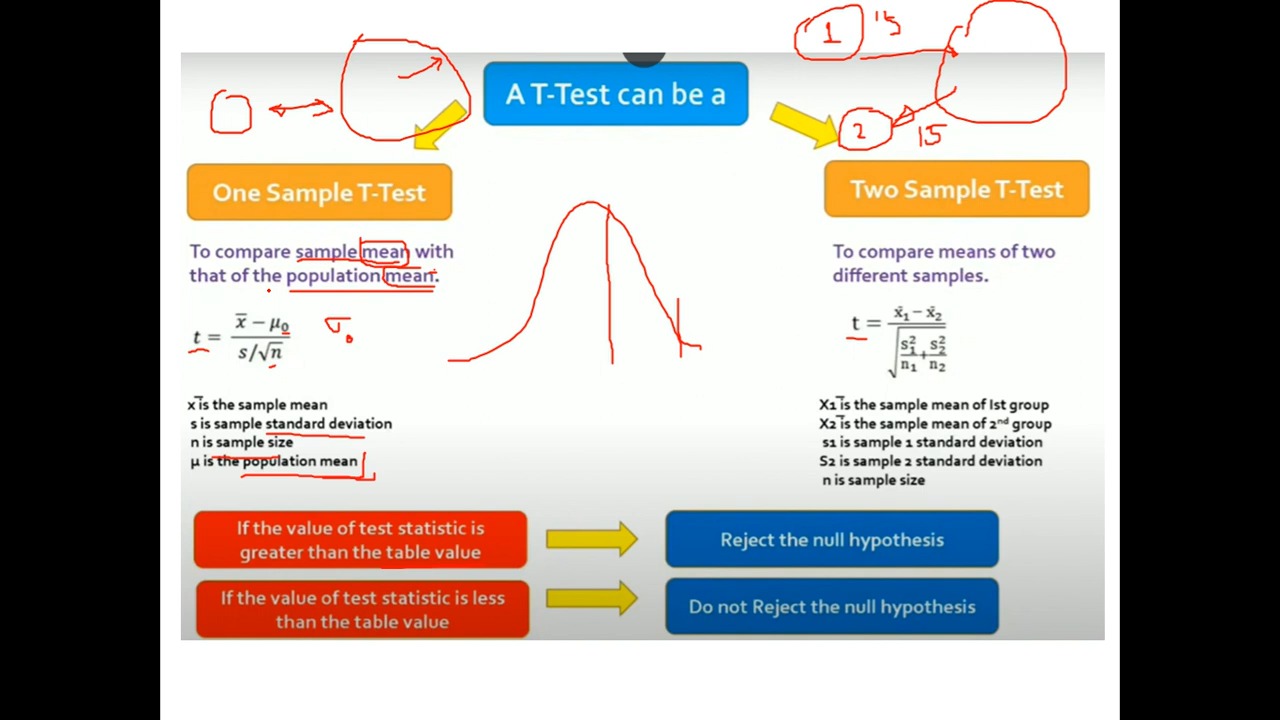 1 15
A T-Test can be a
2 15
One Sample T-Test
Two Sample T-Test
To compare sample mean with
that of the population mean.
To compare means of two
different samples.
t = x̅ − μ₀ / s/√n
σ₀
t = x̄₁ − x̄₂ / √(s₁²/n₁ + s₂²/n₂)
x̅ is the sample mean
s is sample standard deviation
n is sample size
μ is the population mean
X1̅ is the sample mean of Ist group
X2̅ is the sample mean of 2nd group
s1 is sample 1 standard deviation
S2 is sample 2 standard deviation
n is sample size
If the value of test statistic is
greater than the table value
Reject the null hypothesis
If the value of test statistic is less
than the table value
Do not Reject the null hypothesis